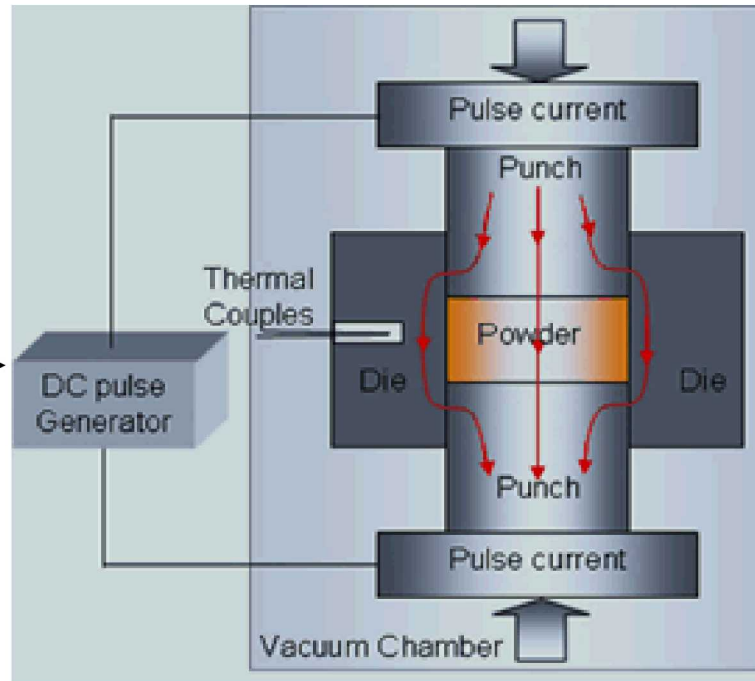 Pulse current
Punch
Thermal
Couples
Powder
DC pulse
Generator
Die
Die
Punch
Pulse current
Vacuum Chamber